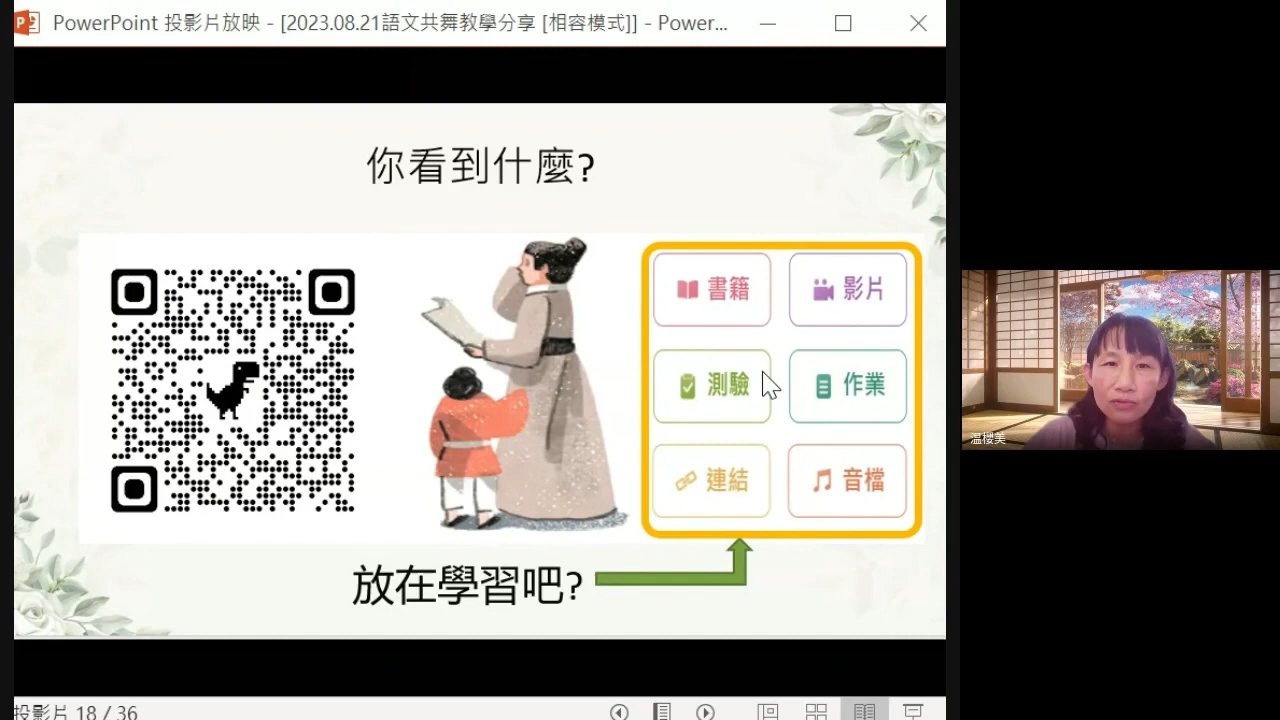 PowerPoint 投影片放映 - [2023.08.21語文共舞教學分享 [相容模式]] - Power...
你看到什麼?
書籍
影片
測驗
作業
連結
音檔
放在學習吧?
温櫻美
投影片 18 / 36